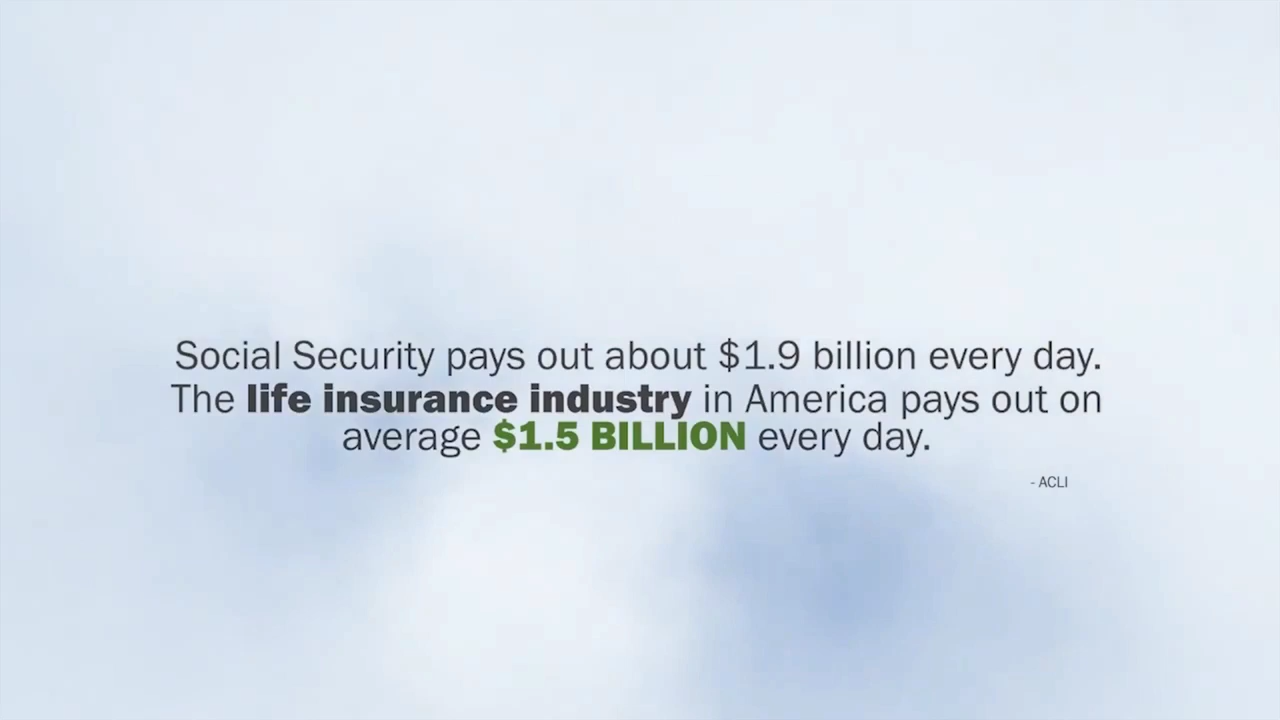 Social Security pays out about $1.9 billion every day.
The life insurance industry in America pays out on
average $1.5 BILLION every day.
- ACLI